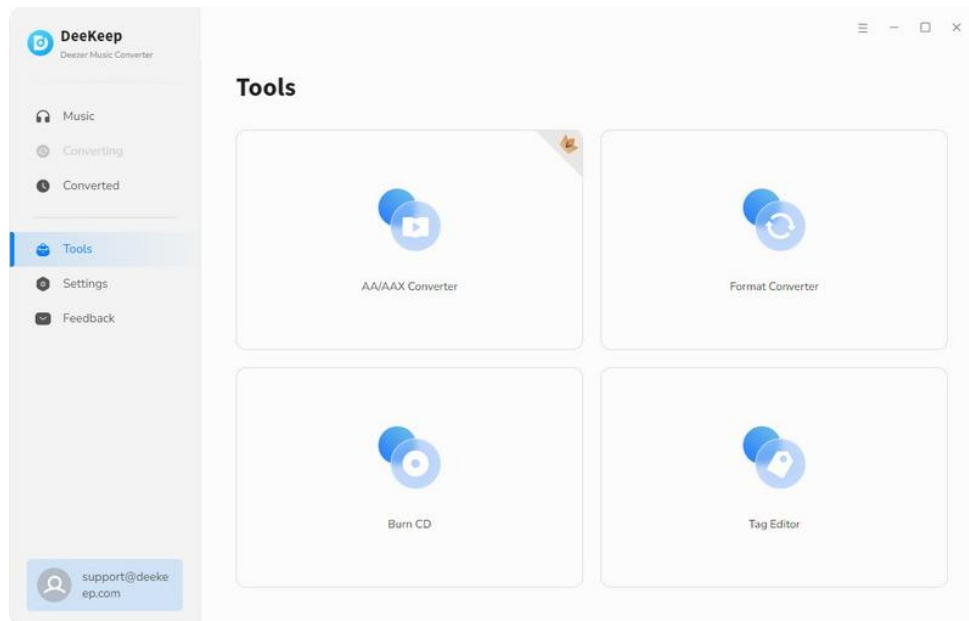 DeeKeep
Deezer Music Converter
Music
Converting
Converted
Tools
Settings
Feedback
support@deeke
ep.com
Tools
AA/AAX Converter
Format Converter
Burn CD
Tag Editor